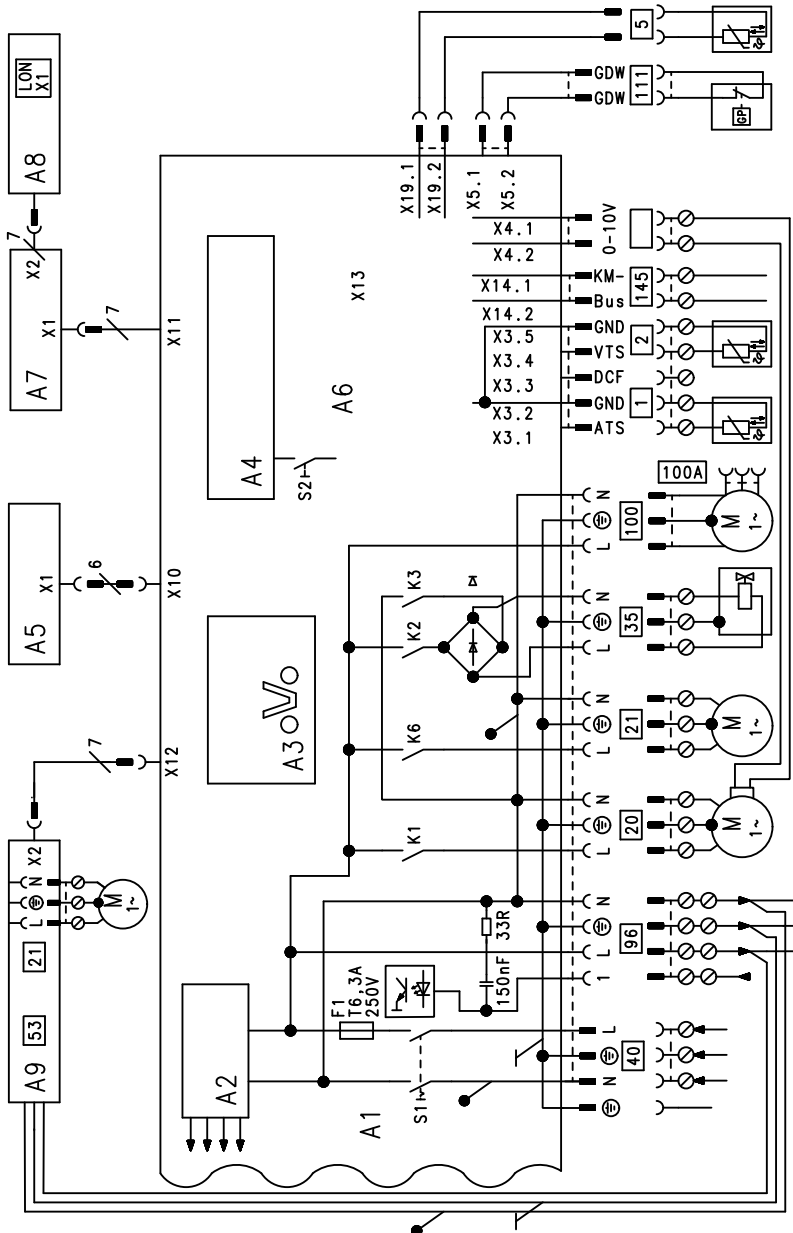 5
GDW
GDW
111
GP
LON
X1
A8
7
X2
A7
X1
7
X11
X19.1
X19.2
X5.1
X5.2
X13
X4.1
X4.2
0-10V
X14.1
X14.2
KM-
Bus
145
X3.5
X3.4
X3.3
X3.2
X3.1
GND
VTS
DCF
GND
ATS
2
1
ϑ
ϑ
ϑ
A6
A4
S2
A5
X1
6
X10
100A
N
L
100
M
1~
K3
K2
N
L
35
A3
K6
N
L
21
M
1~
7
X12
K1
N
L
20
M
1~
A9
53
21
X2
N
L
M
1~
33R
150nF
N
L
1
96
F1
T6,3A
250V
A2
A1
S1
L
N
40